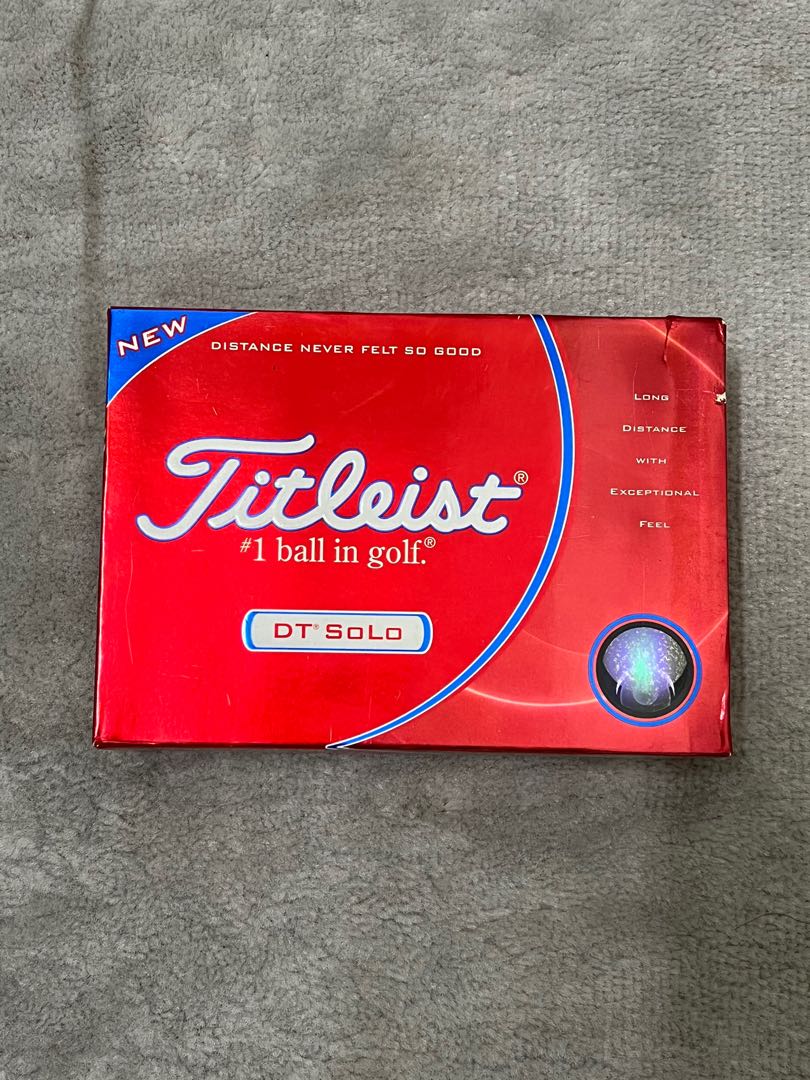 NEW
DISTANCE NEVER FELT SO GOOD
Titleist®
#1 ball in golf.®
DT® SoLo
LONG
DISTANCE
WITH
EXCEPTIONAL
FEEL